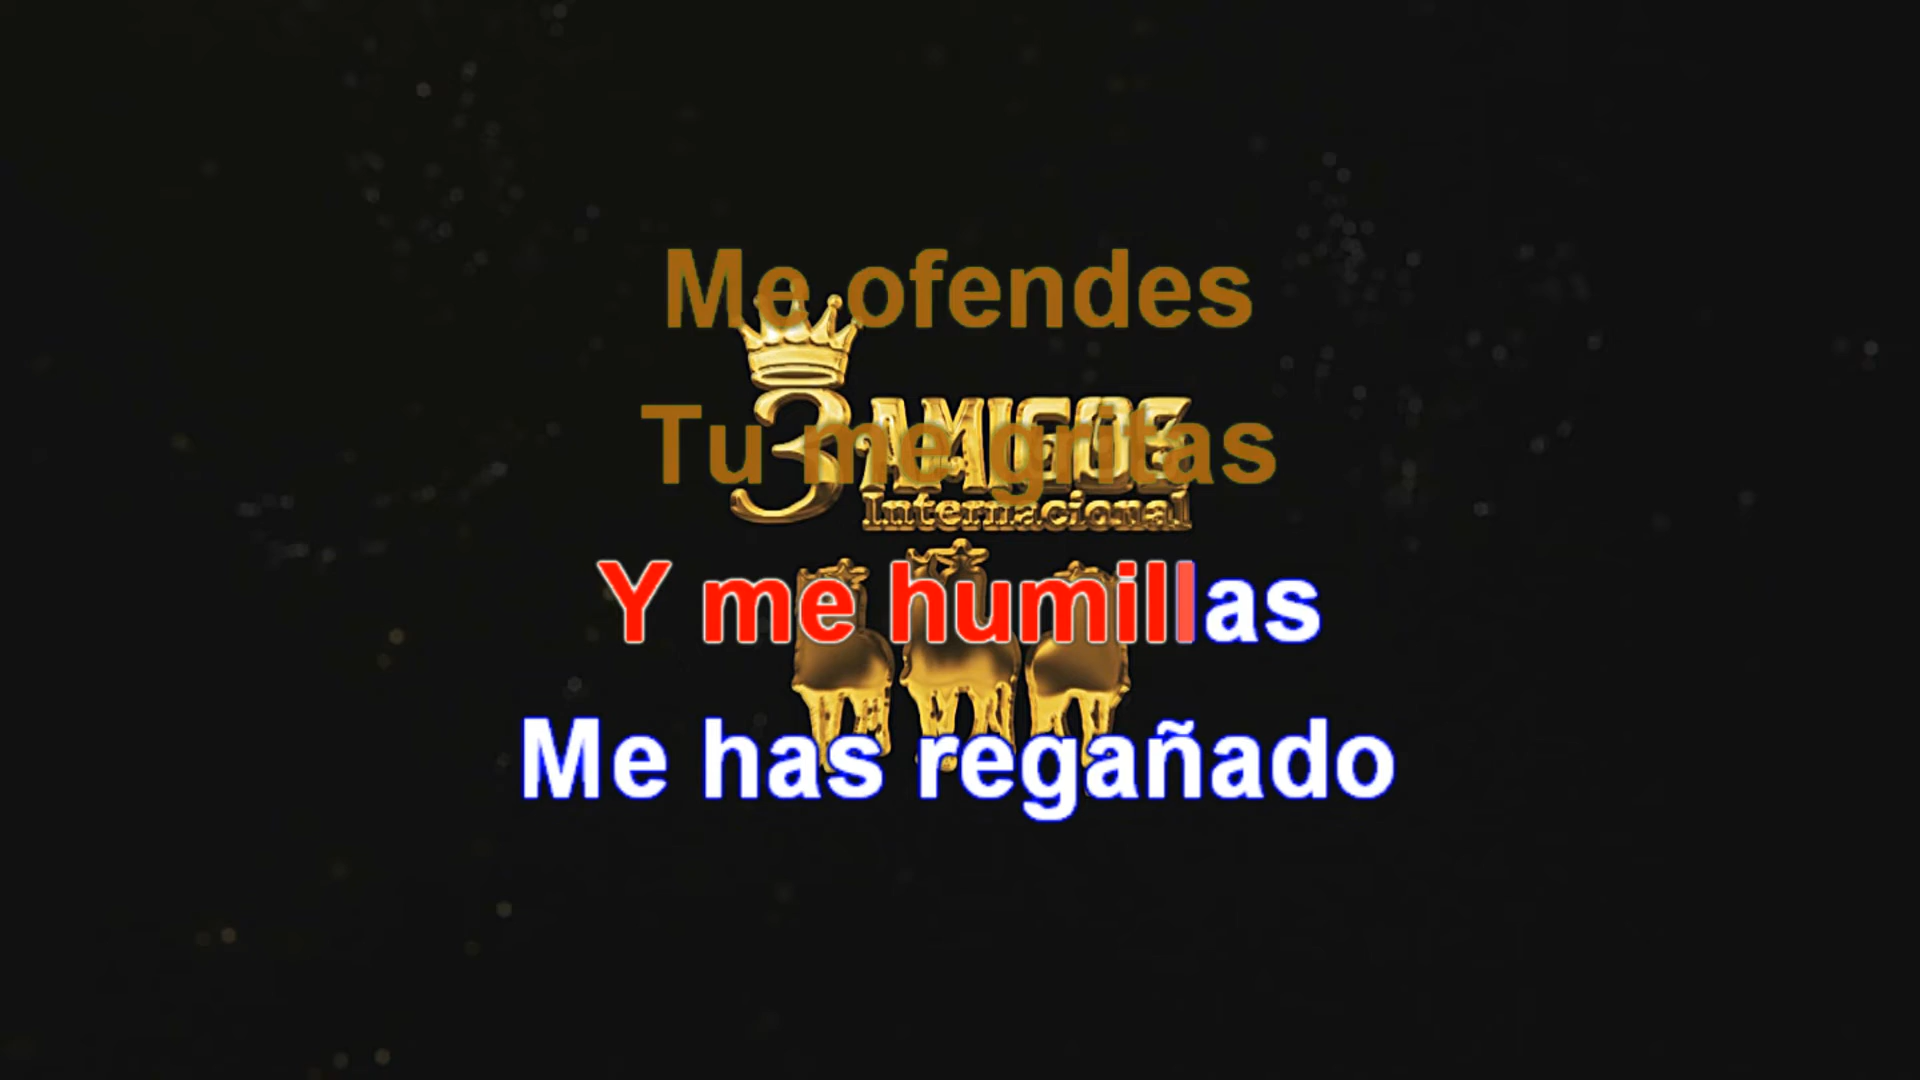 Me ofendes
3 AMIGOS
Tu me gritas
Internacional
Y me humillas
Me has regañado